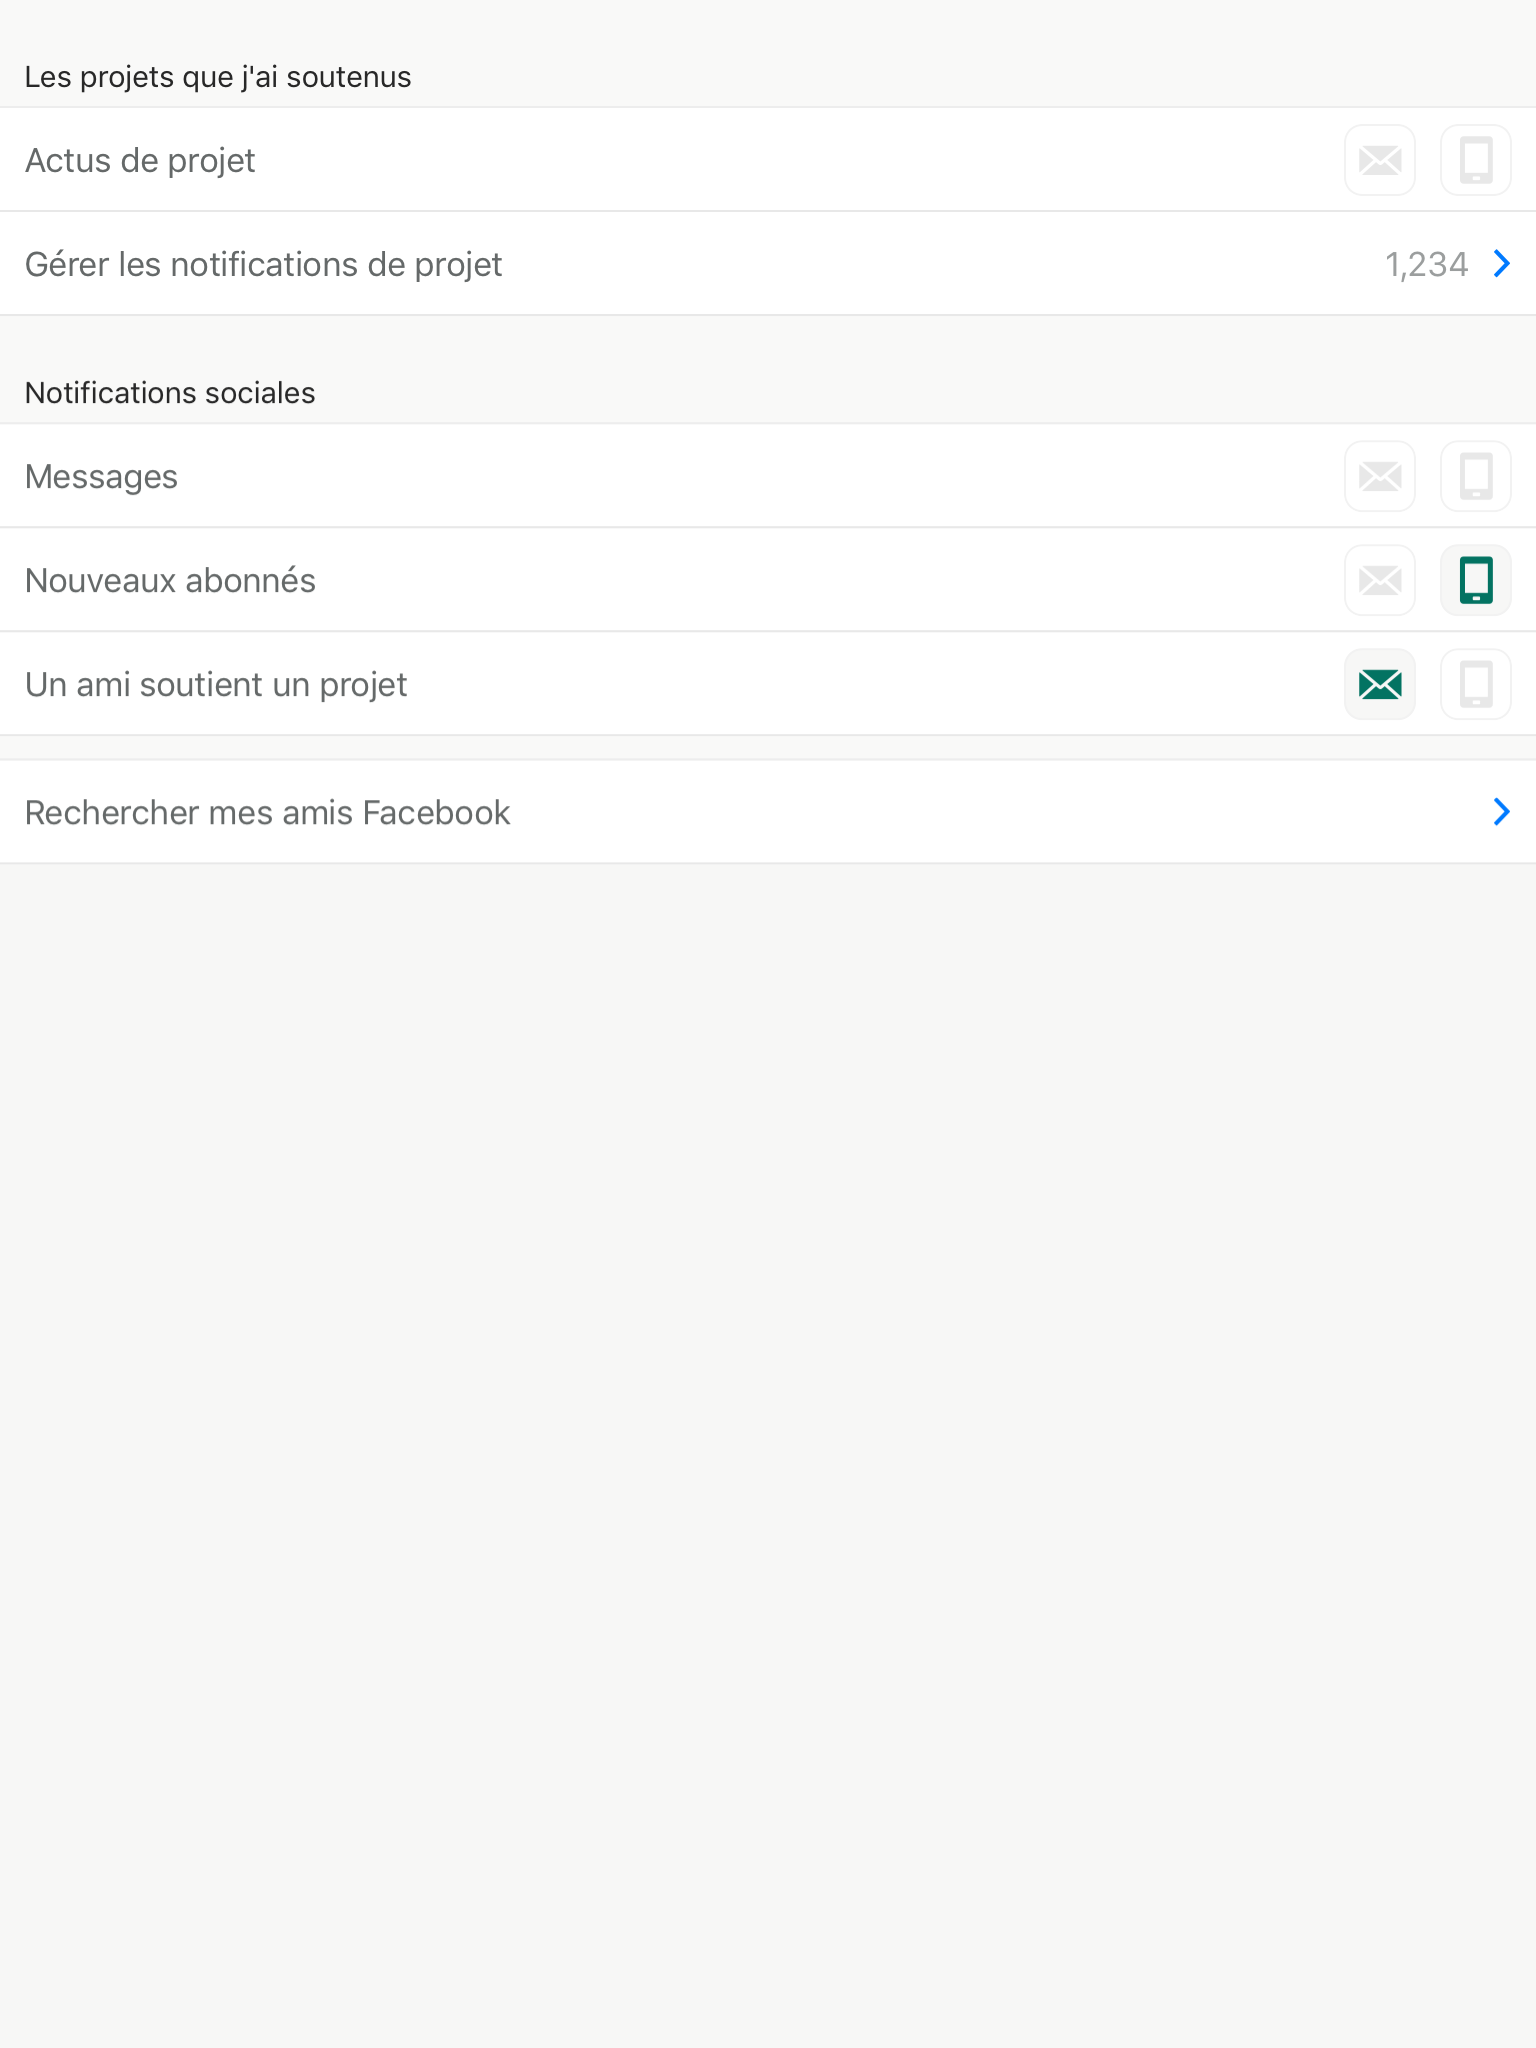 Les projets que j'ai soutenus
Actus de projet
Gérer les notifications de projet 1,234
Notifications sociales
Messages
Nouveaux abonnés
Un ami soutient un projet
Rechercher mes amis Facebook